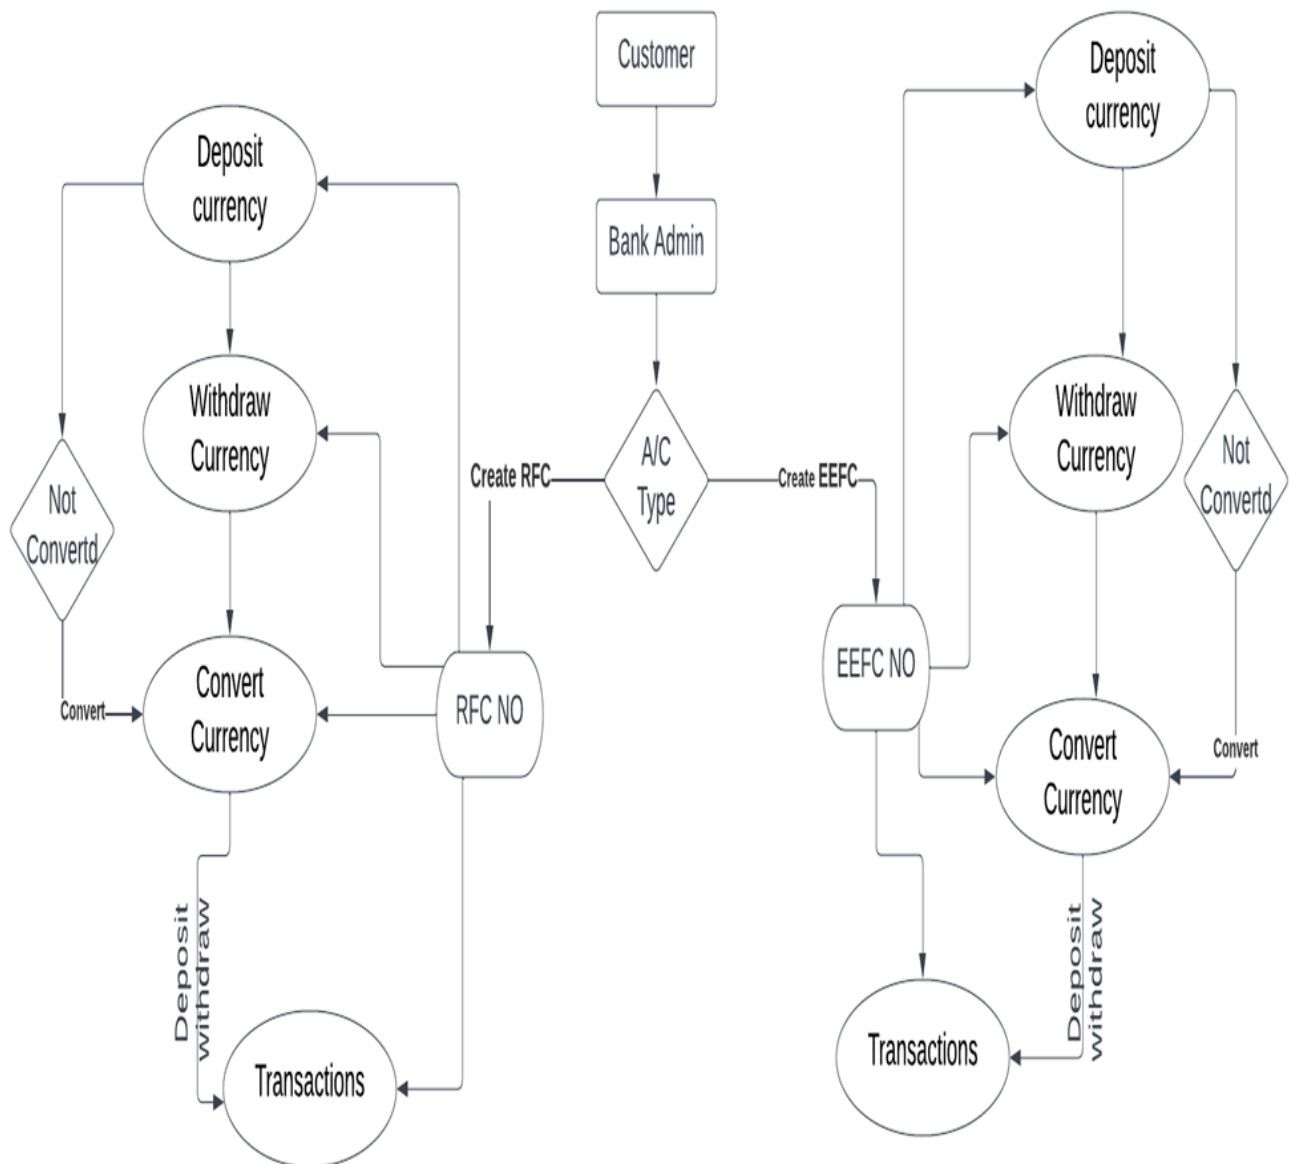 Customer
Bank Admin
A/C
Type
Create RFC
Create EEFC
Deposit
currency
Withdraw
Currency
Not
Convertd
Convert
Convert
Currency
RFC NO
Deposit
withdraw
Transactions
Deposit
currency
Withdraw
Currency
Not
Convertd
EEFC NO
Convert
Currency
Convert
Deposit
withdraw
Transactions